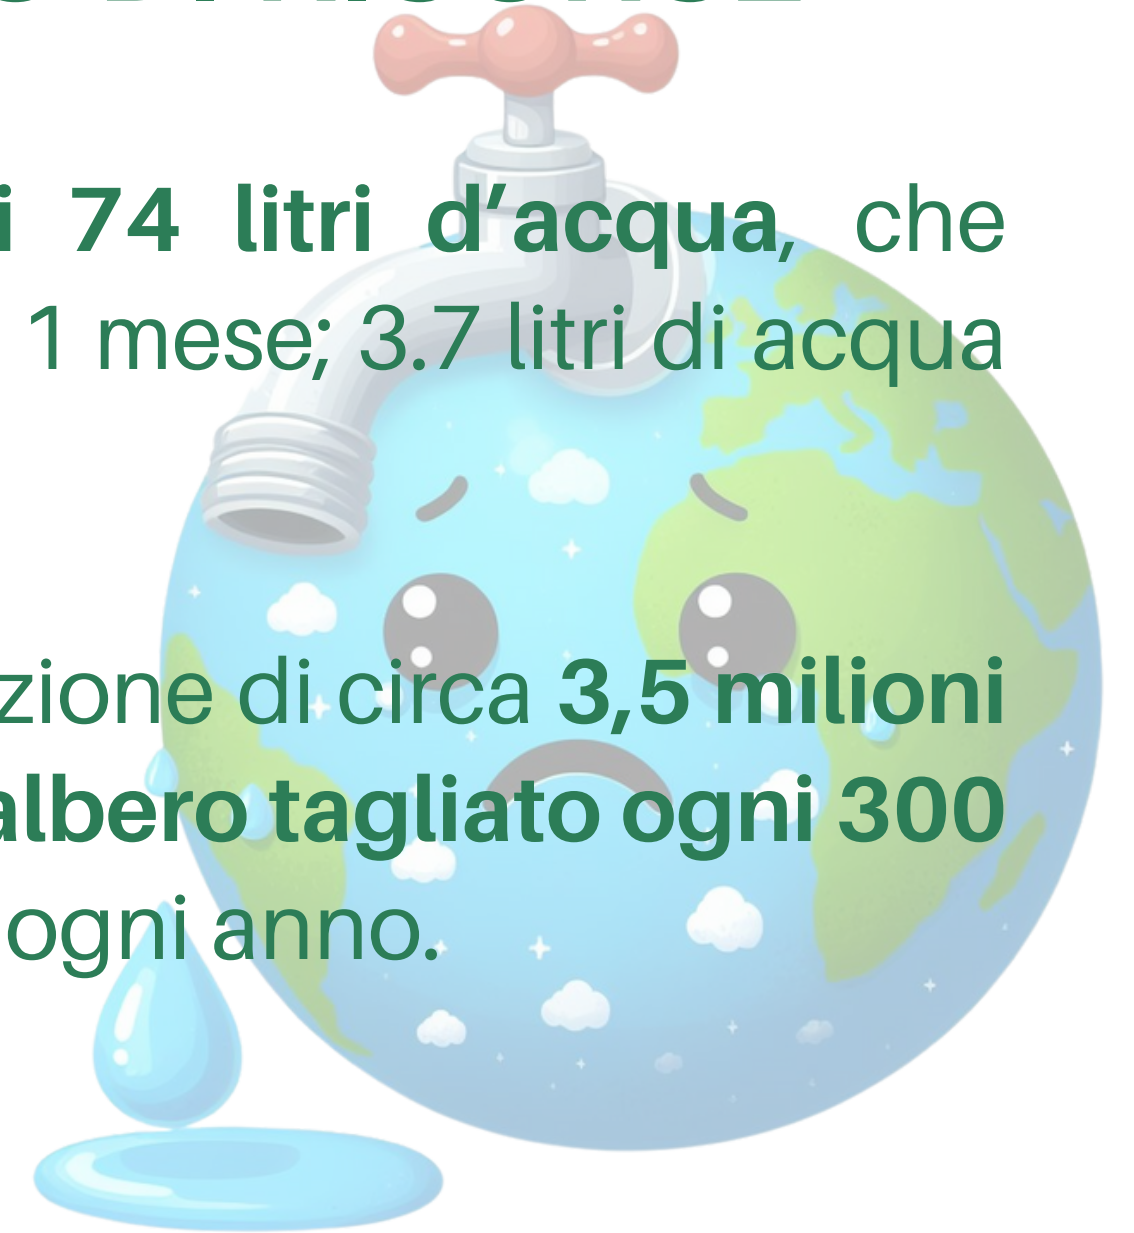 i 74 litri d’acqua, che
1 mese; 3.7 litri di acqua
zione di circa 3,5 milioni
albero tagliato ogni 300
ogni anno.